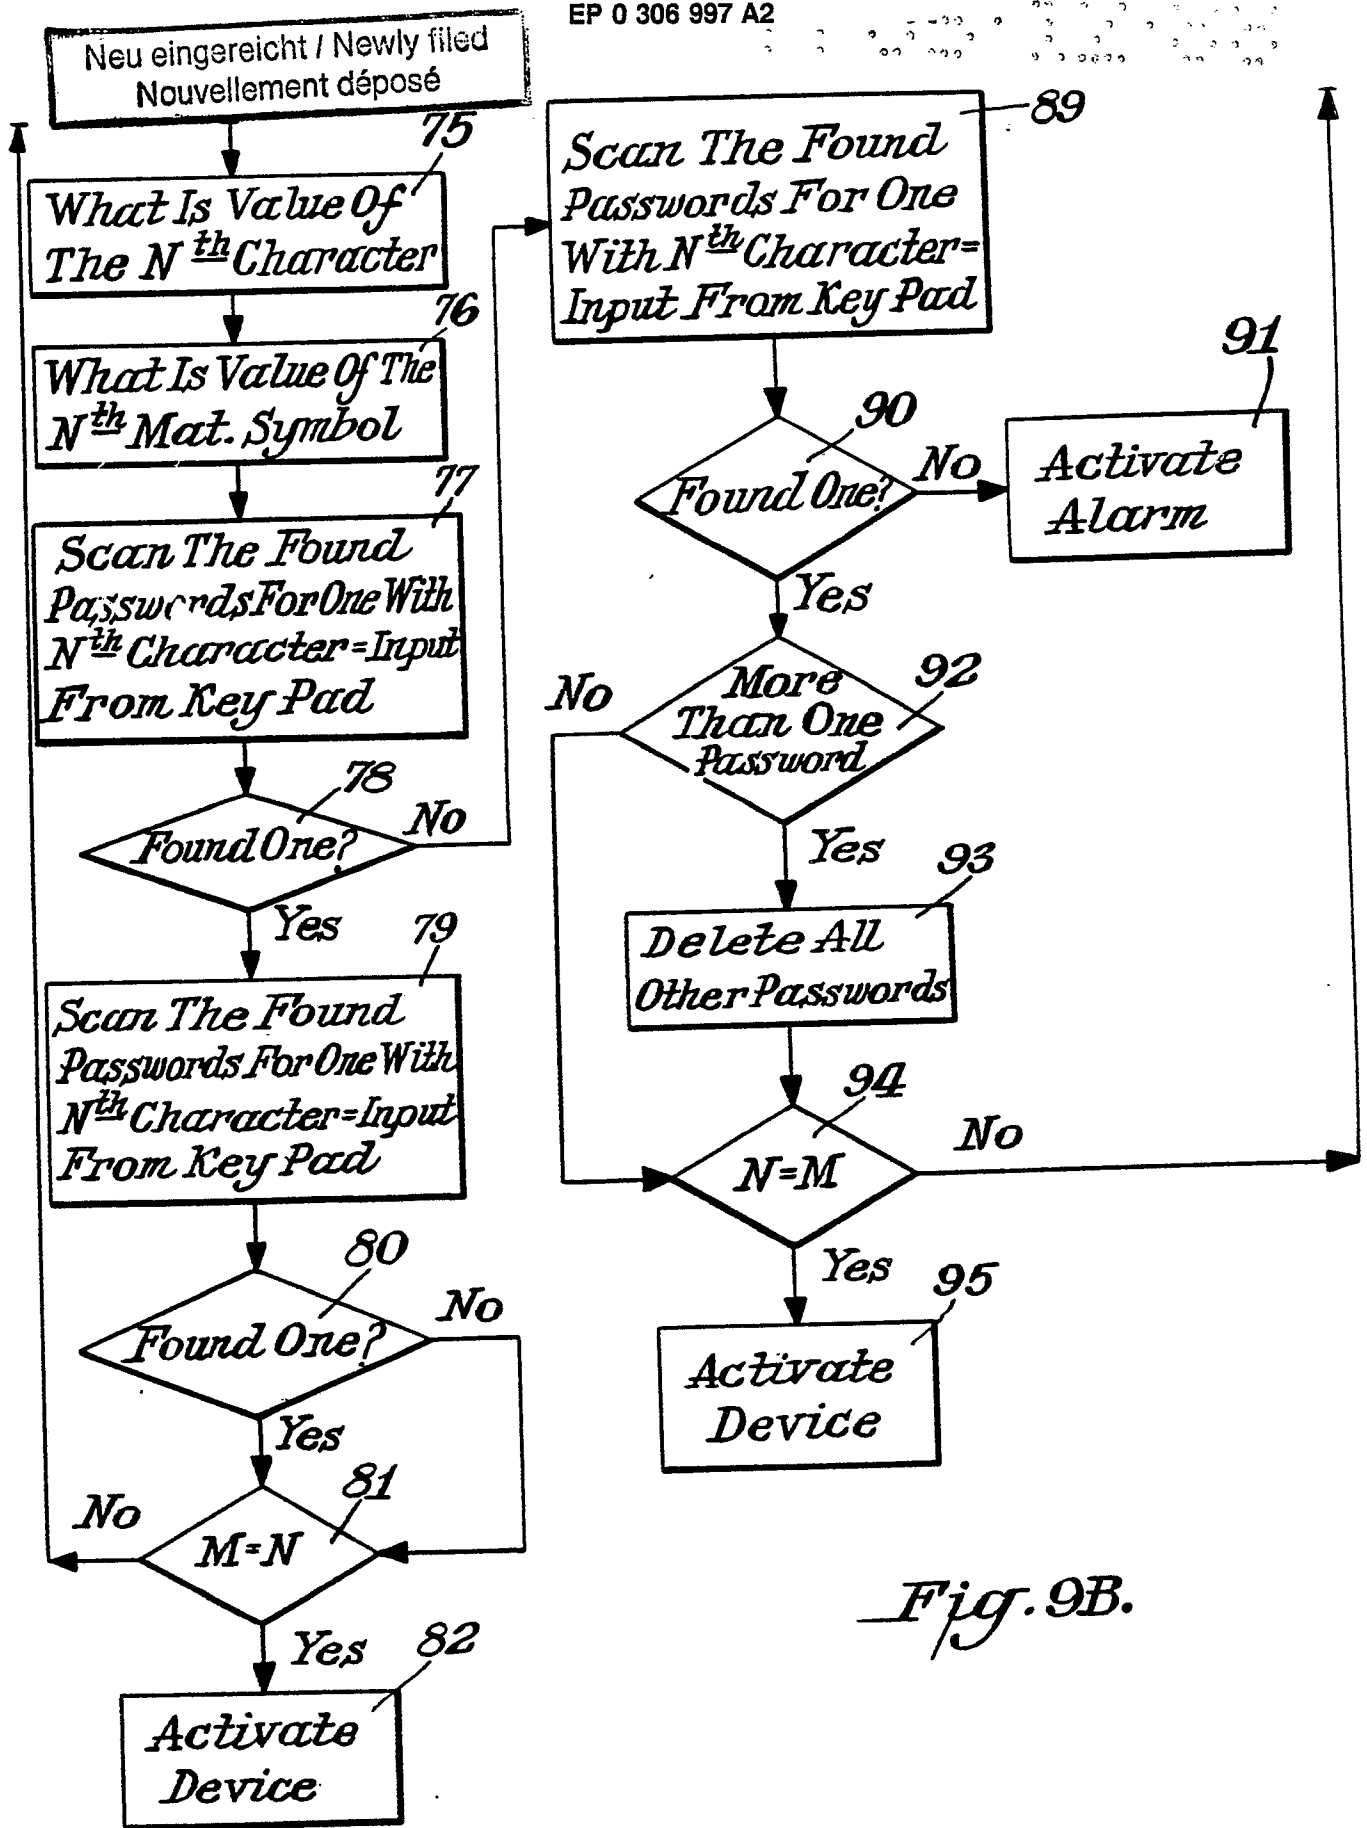 EP 0 306 997 A2
Neu eingereicht / Newly filed
Nouvellement déposé
75
What Is Value Of
The Nth Character
76
What Is Value Of The
Nth Mat. Symbol
77
Scan The Found
Passwords For One With
Nth Character=Input
From Key Pad
78
Found One?
No
Yes
79
Scan The Found
Passwords For One With
Nth Character=Input
From Key Pad
80
Found One?
No
Yes
81
M=N
No
Yes
82
Activate
Device
89
Scan The Found
Passwords For One
With Nth Character=
Input From Key Pad
90
Found One?
No
91
Activate
Alarm
Yes
92
More
Than One
Password
No
Yes
93
Delete All
Other Passwords
94
N=M
No
Yes
95
Activate
Device
Fig. 9B.